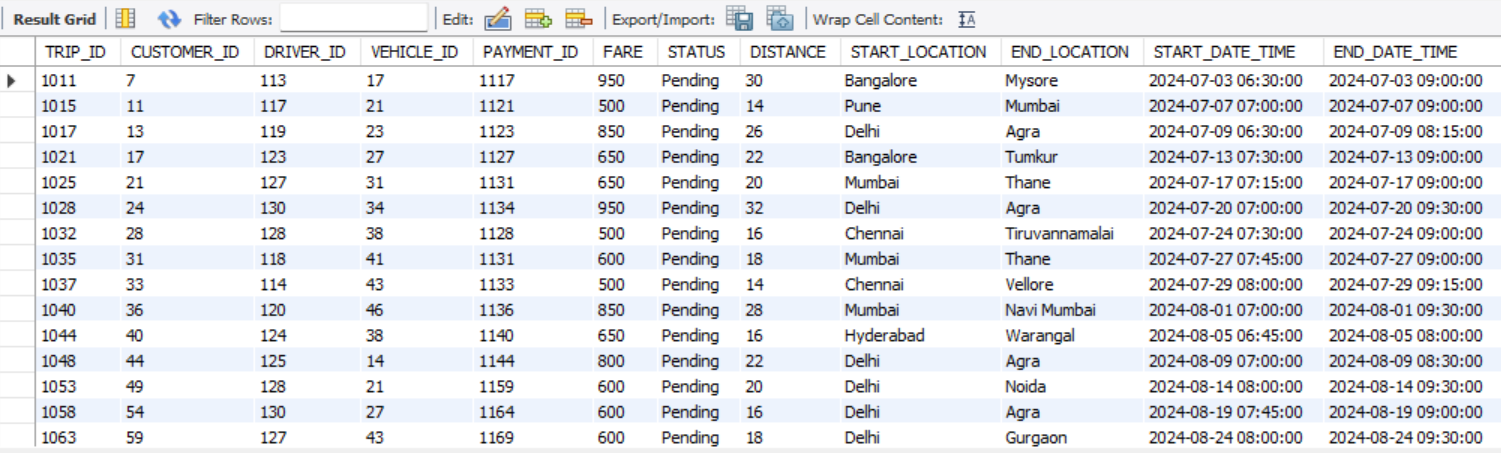 Result Grid Filter Rows: Edit: Export/Import: Wrap Cell Content: IA
TRIP_ID CUSTOMER_ID DRIVER_ID VEHICLE_ID PAYMENT_ID FARE STATUS DISTANCE START_LOCATION END_LOCATION START_DATE_TIME END_DATE_TIME
1011 7 113 17 1117 950 Pending 30 Bangalore Mysore 2024-07-03 06:30:00 2024-07-03 09:00:00
1015 11 117 21 1121 500 Pending 14 Pune Mumbai 2024-07-07 07:00:00 2024-07-07 09:00:00
1017 13 119 23 1123 850 Pending 26 Delhi Agra 2024-07-09 06:30:00 2024-07-09 08:15:00
1021 17 123 27 1127 650 Pending 22 Bangalore Tumkur 2024-07-13 07:30:00 2024-07-13 09:00:00
1025 21 127 31 1131 650 Pending 20 Mumbai Thane 2024-07-17 07:15:00 2024-07-17 09:00:00
1028 24 130 34 1134 950 Pending 32 Delhi Agra 2024-07-20 07:00:00 2024-07-20 09:30:00
1032 28 128 38 1128 500 Pending 16 Chennai Tiruvannamalai 2024-07-24 07:30:00 2024-07-24 09:00:00
1035 31 118 41 1131 600 Pending 18 Mumbai Thane 2024-07-27 07:45:00 2024-07-27 09:00:00
1037 33 114 43 1133 500 Pending 14 Chennai Vellore 2024-07-29 08:00:00 2024-07-29 09:15:00
1040 36 120 46 1136 850 Pending 28 Mumbai Navi Mumbai 2024-08-01 07:00:00 2024-08-01 09:30:00
1044 40 124 38 1140 650 Pending 16 Hyderabad Warangal 2024-08-05 06:45:00 2024-08-05 08:00:00
1048 44 125 14 1144 800 Pending 22 Delhi Agra 2024-08-09 07:00:00 2024-08-09 08:30:00
1053 49 128 21 1159 600 Pending 20 Delhi Noida 2024-08-14 08:00:00 2024-08-14 09:30:00
1058 54 130 27 1164 600 Pending 16 Delhi Agra 2024-08-19 07:45:00 2024-08-19 09:00:00
1063 59 127 43 1169 600 Pending 18 Delhi Gurgaon 2024-08-24 08:00:00 2024-08-24 09:30:00